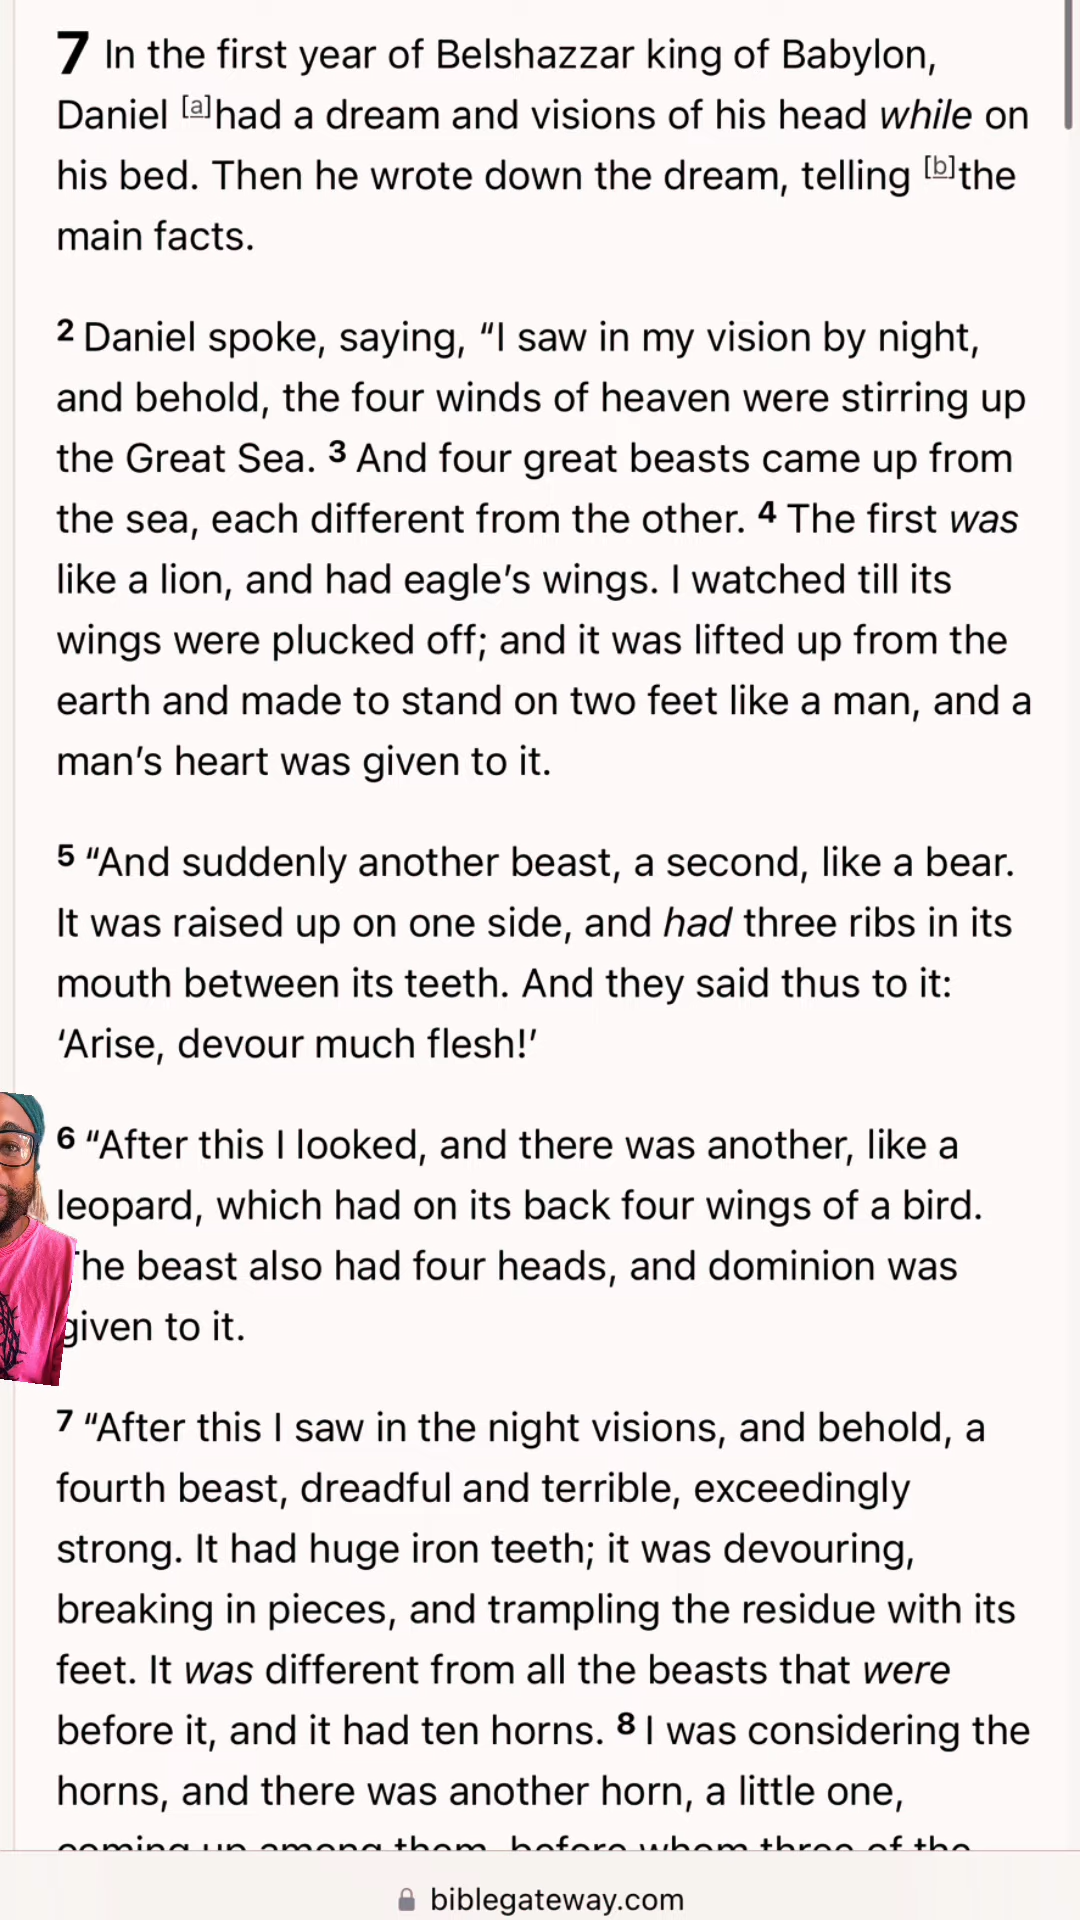 7 In the first year of Belshazzar king of Babylon,
Daniel [a]had a dream and visions of his head while on
his bed. Then he wrote down the dream, telling [b]the
main facts.
2 Daniel spoke, saying, “I saw in my vision by night,
and behold, the four winds of heaven were stirring up
the Great Sea. 3 And four great beasts came up from
the sea, each different from the other. 4 The first was
like a lion, and had eagle’s wings. I watched till its
wings were plucked off; and it was lifted up from the
earth and made to stand on two feet like a man, and a
man’s heart was given to it.
5 “And suddenly another beast, a second, like a bear.
It was raised up on one side, and had three ribs in its
mouth between its teeth. And they said thus to it:
‘Arise, devour much flesh!’
6 “After this I looked, and there was another, like a
leopard, which had on its back four wings of a bird.
The beast also had four heads, and dominion was
given to it.
7 “After this I saw in the night visions, and behold, a
fourth beast, dreadful and terrible, exceedingly
strong. It had huge iron teeth; it was devouring,
breaking in pieces, and trampling the residue with its
feet. It was different from all the beasts that were
before it, and it had ten horns. 8 I was considering the
horns, and there was another horn, a little one,
coming up among them, before whom three of the
biblegateway.com